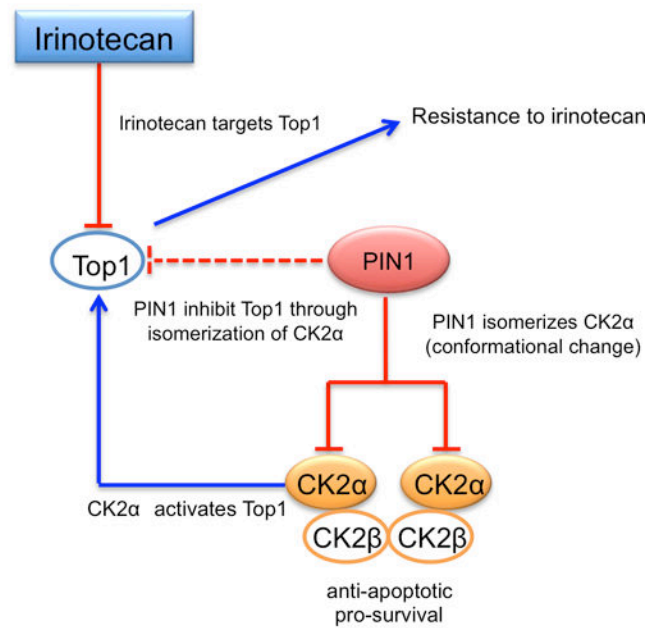 Irinotecan
Irinotecan targets Top1
Resistance to irinotecan
Top1
PIN1
PIN1 inhibit Top1 through
isomerization of CK2α
PIN1 isomerizes CK2α
(conformational change)
CK2α
CK2α
CK2α activates Top1
CK2β
CK2β
anti-apoptotic
pro-survival